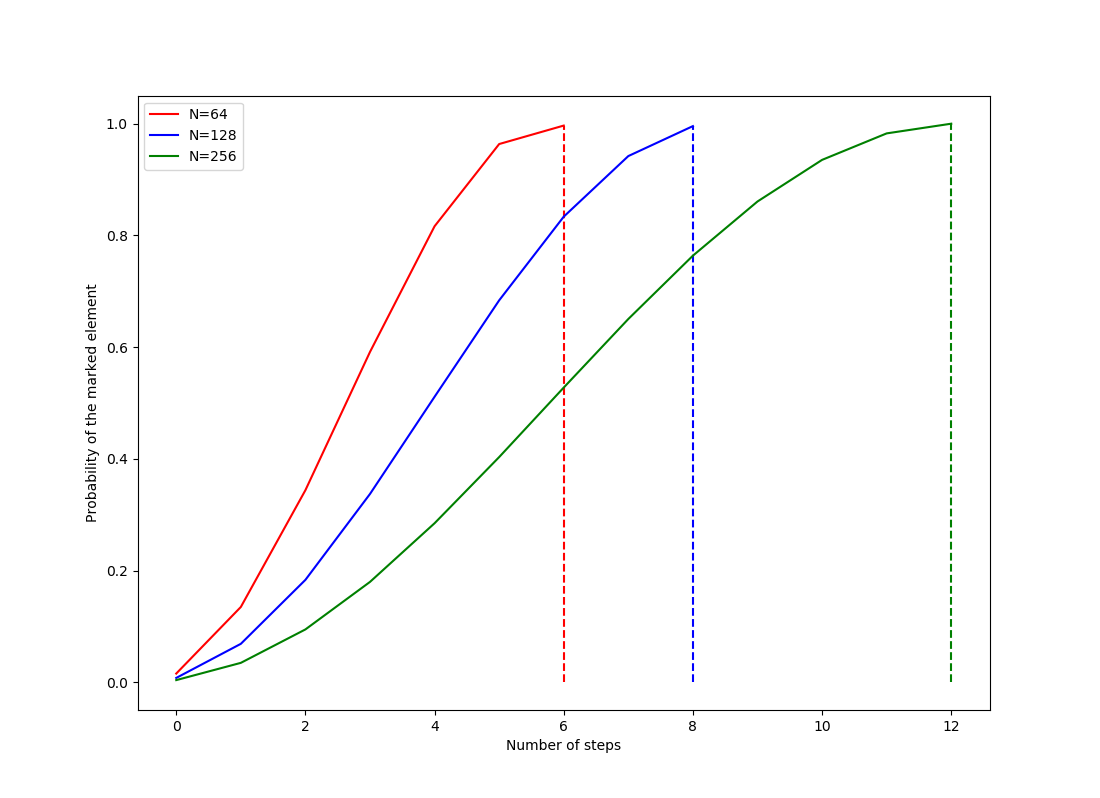 N=64
N=128
N=256
1.0
0.8
0.6
0.4
0.2
0.0
Probability of the marked element
0 2 4 6 8 10 12
Number of steps